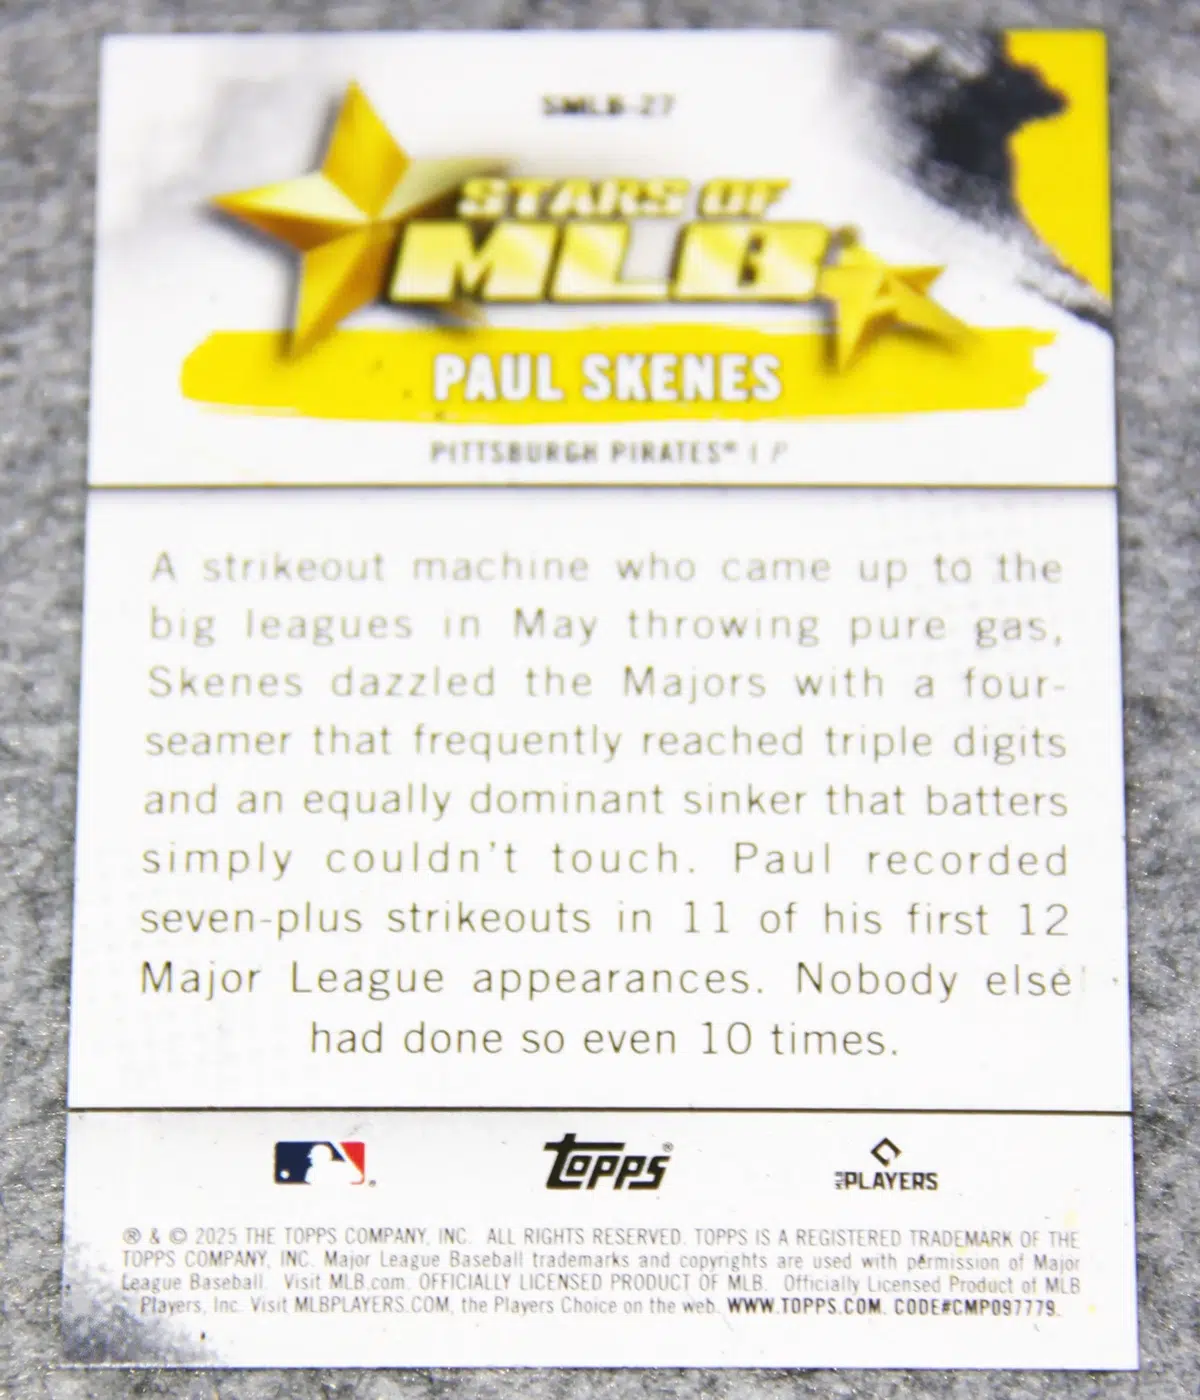 SMLB-27
STARS OF
MLB
PAUL SKENES
PITTSBURGH PIRATES® | P
A strikeout machine who came up to the
big leagues in May throwing pure gas,
Skenes dazzled the Majors with a four-
seamer that frequently reached triple digits
and an equally dominant sinker that batters
simply couldn't touch. Paul recorded
seven-plus strikeouts in 11 of his first 12
Major League appearances. Nobody else
had done so even 10 times.
Topps®
MLB PLAYERS
® & © 2025 THE TOPPS COMPANY, INC. ALL RIGHTS RESERVED. TOPPS IS A REGISTERED TRADEMARK OF THE
TOPPS COMPANY, INC. Major League Baseball trademarks and copyrights are used with permission of Major
League Baseball. Visit MLB.com. OFFICIALLY LICENSED PRODUCT OF MLB. Officially Licensed Product of MLB
Players, Inc. Visit MLBPLAYERS.COM, the Players Choice on the web. WWW.TOPPS.COM. CODE#CMP097779.